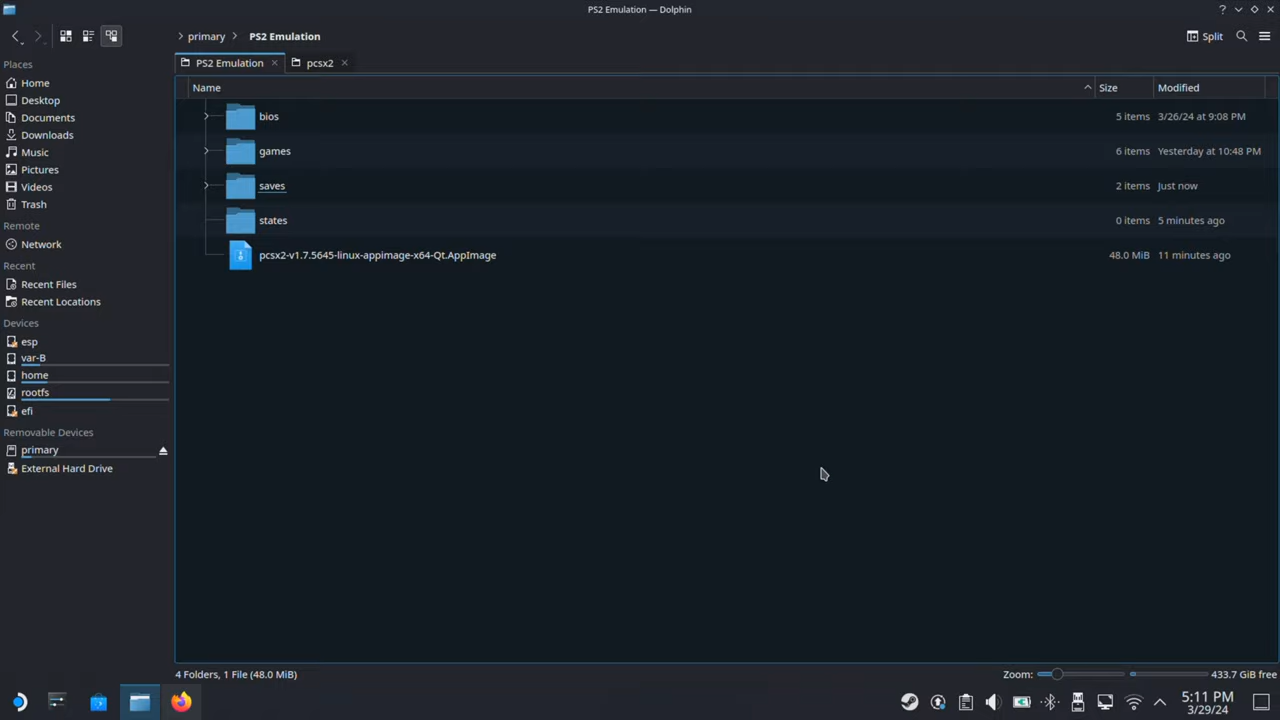 PS2 Emulation — Dolphin
primary
PS2 Emulation
Split
Places
Home
Desktop
Documents
Downloads
Music
Pictures
Videos
Trash
Remote
Network
Recent
Recent Files
Recent Locations
Devices
esp
var-B
home
rootfs
efi
Removable Devices
primary
External Hard Drive
PS2 Emulation
pcsx2
Name Size Modified
bios 5 items 3/26/24 at 9:08 PM
games 6 items Yesterday at 10:48 PM
saves 2 items Just now
states 0 items 5 minutes ago
pcsx2-v1.7.5645-linux-appimage-x64-Qt.AppImage 48.0 MiB 11 minutes ago
4 Folders, 1 File (48.0 MiB) Zoom: 433.7 GiB free
5:11 PM
3/29/24